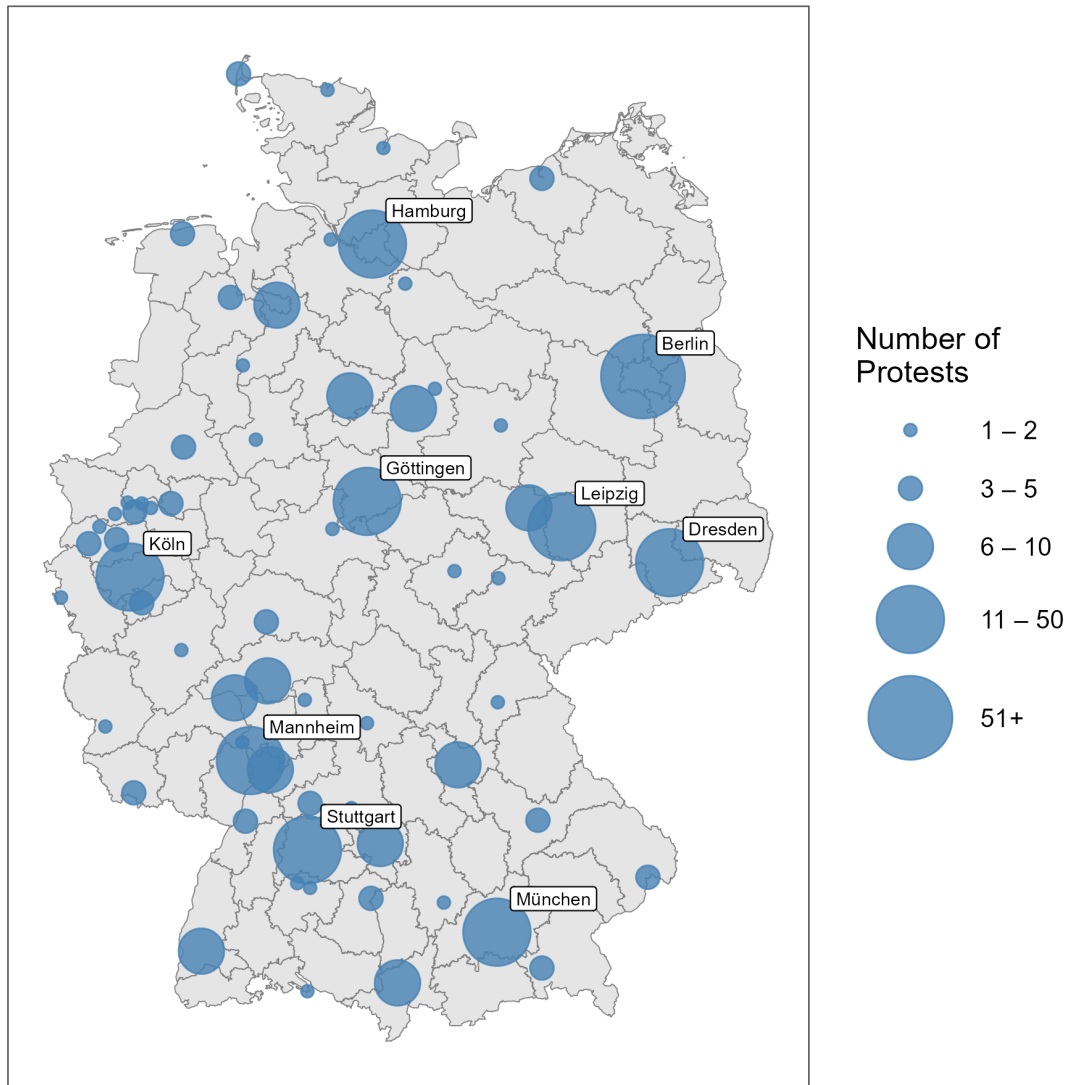 Hamburg
Berlin
Göttingen
Leipzig
Dresden
Köln
Mannheim
Stuttgart
München
Number of
Protests
1 – 2
3 – 5
6 – 10
11 – 50
51+